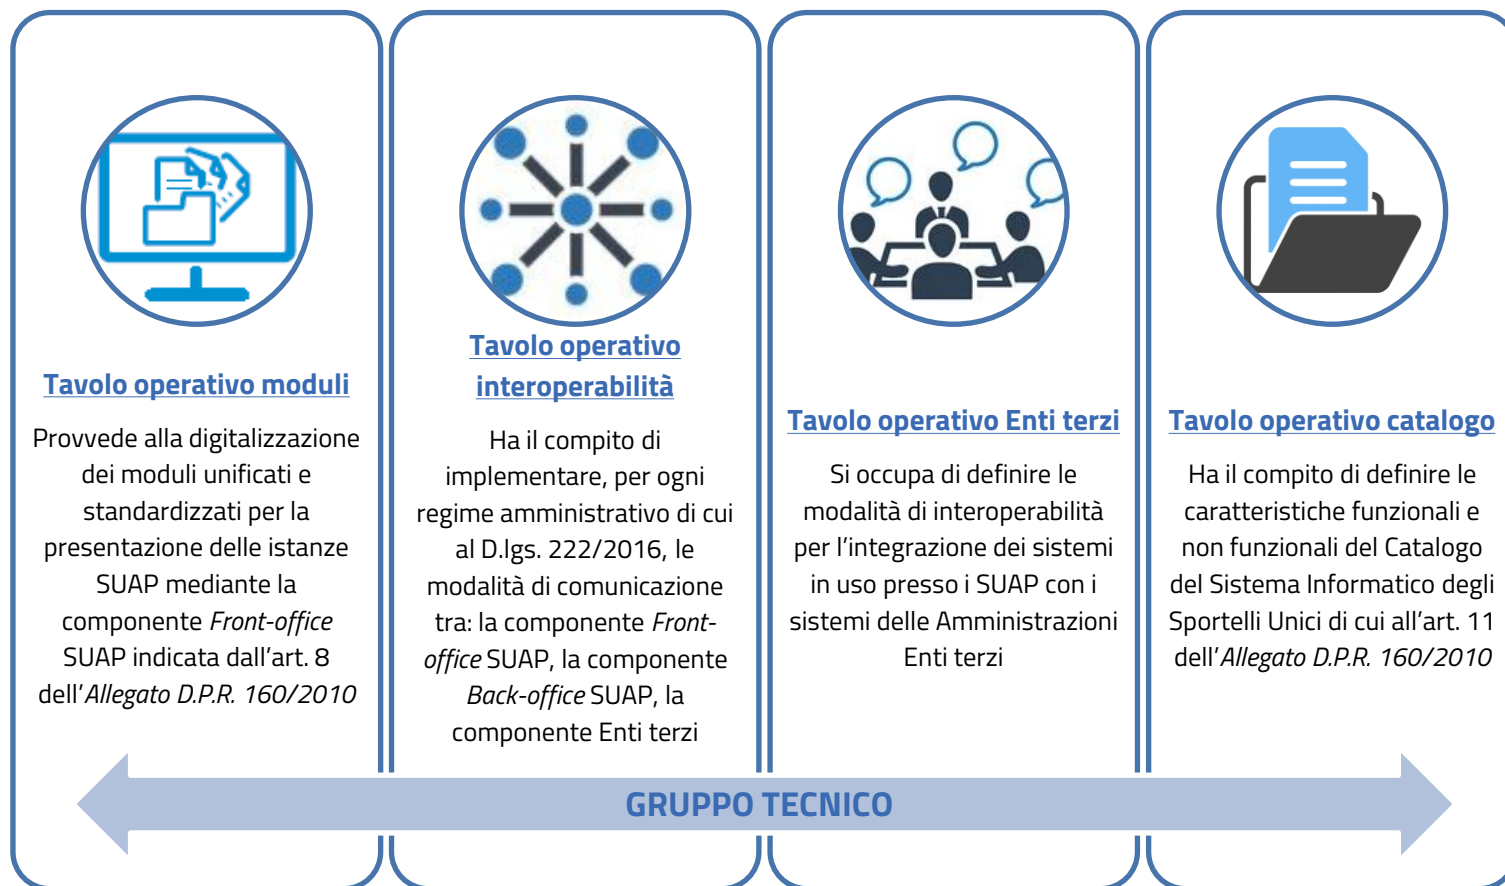 Tavolo operativo moduli
Provvede alla digitalizzazione
dei moduli unificati e
standardizzati per la
presentazione delle istanze
SUAP mediante la
componente Front-office
SUAP indicata dall’art. 8
dell’Allegato D.P.R. 160/2010
Tavolo operativo
interoperabilità
Ha il compito di
implementare, per ogni
regime amministrativo di cui
al D.lgs. 222/2016, le
modalità di comunicazione
tra: la componente Front-
office SUAP, la componente
Back-office SUAP, la
componente Enti terzi
Tavolo operativo Enti terzi
Si occupa di definire le
modalità di interoperabilità
per l’integrazione dei sistemi
in uso presso i SUAP con i
sistemi delle Amministrazioni
Enti terzi
Tavolo operativo catalogo
Ha il compito di definire le
caratteristiche funzionali e
non funzionali del Catalogo
del Sistema Informatico degli
Sportelli Unici di cui all’art. 11
dell’Allegato D.P.R. 160/2010
GRUPPO TECNICO